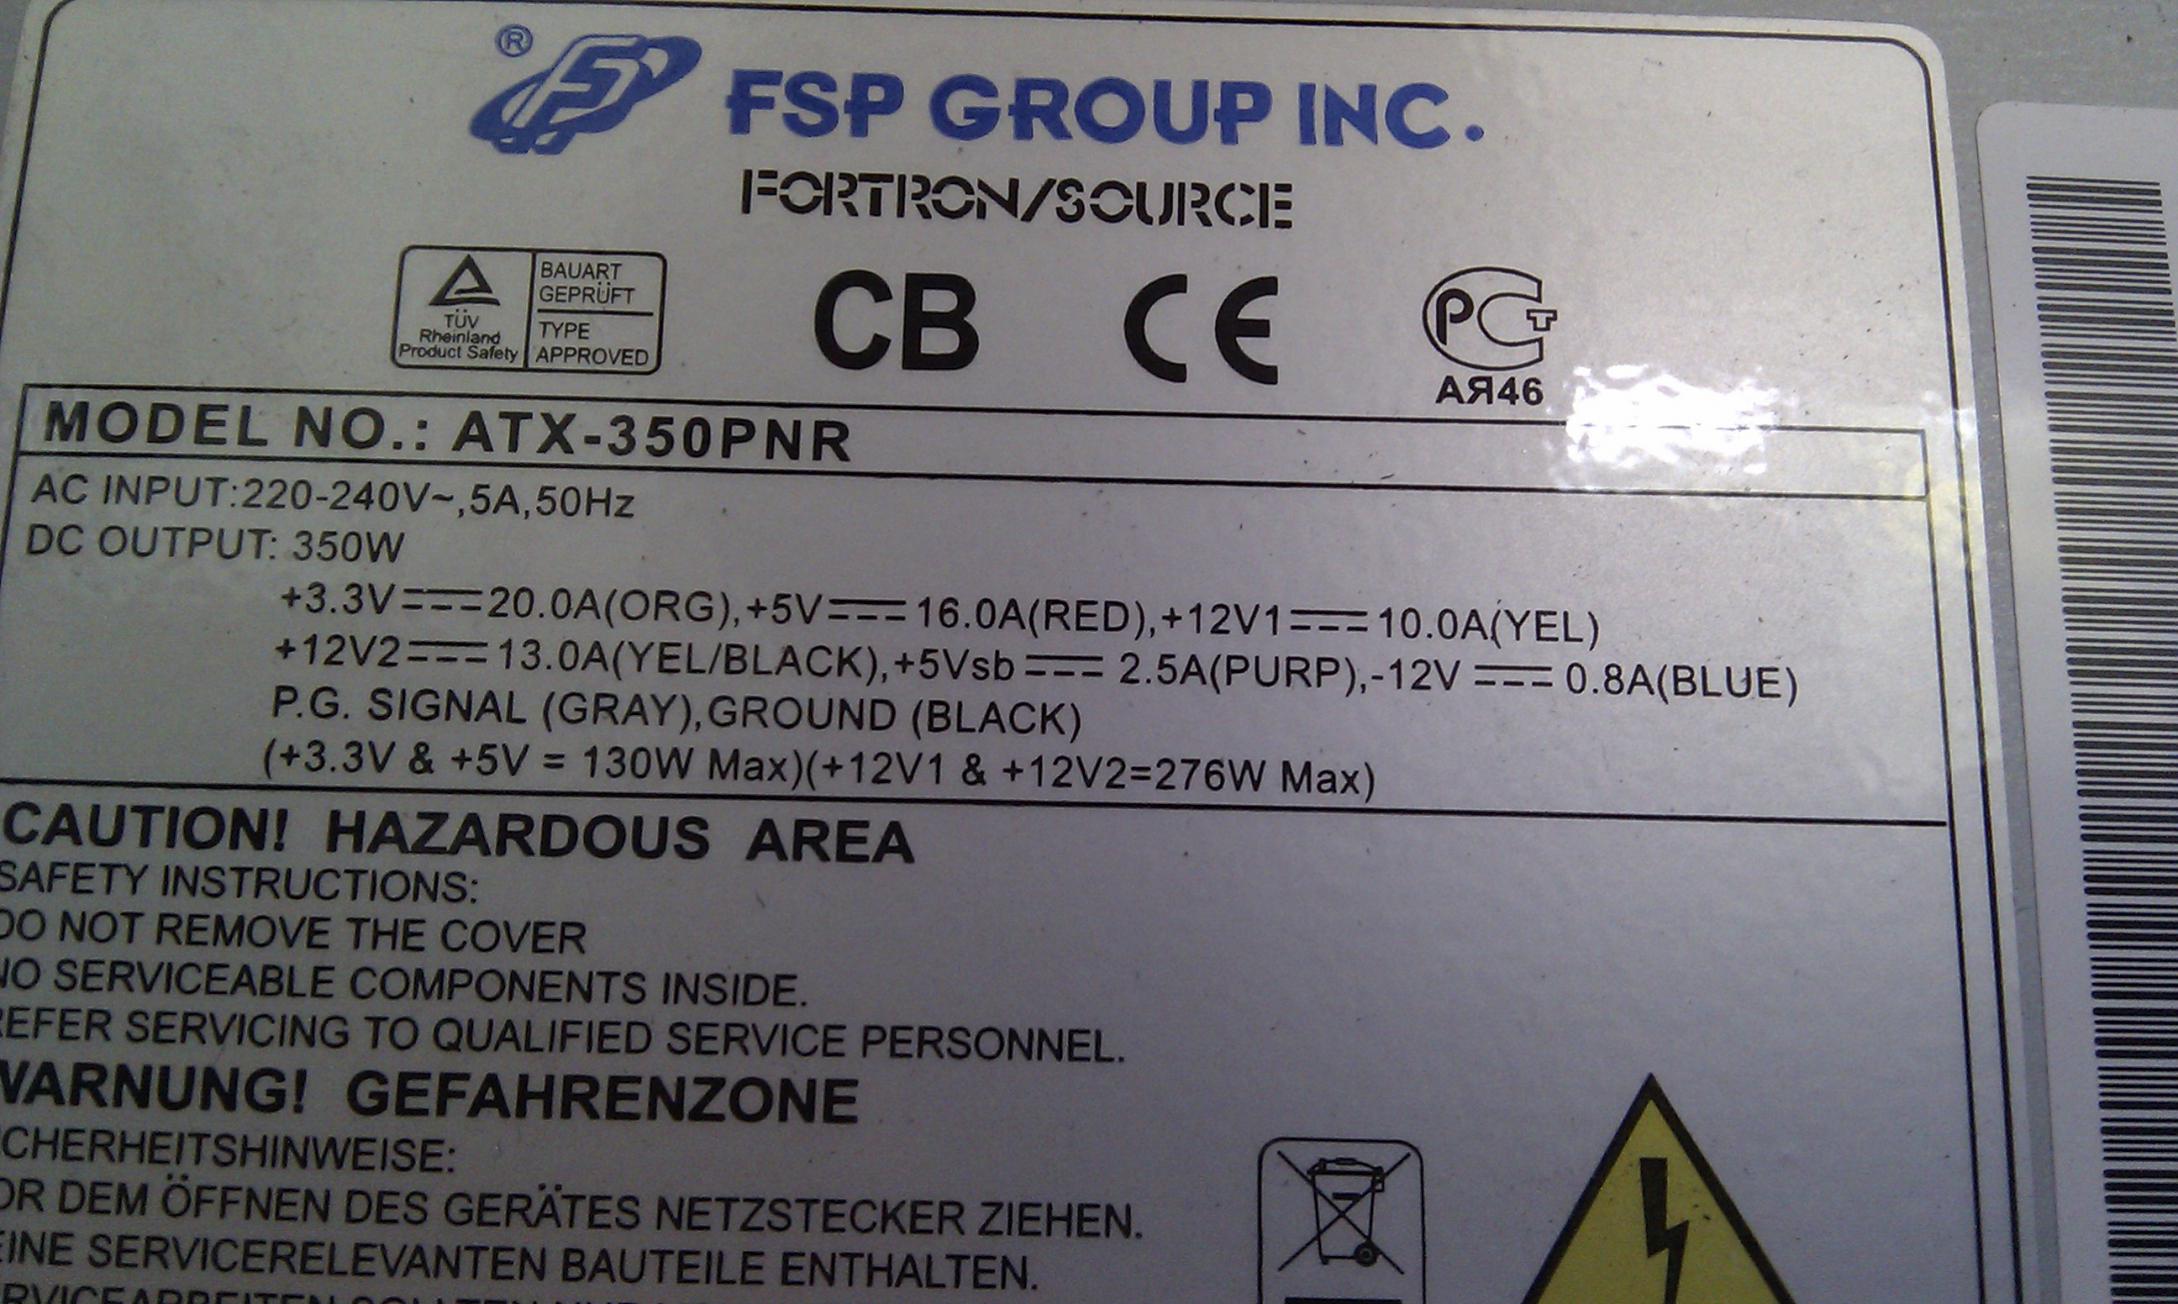 ®
FSP GROUP INC.
FORTRON/SOURCE
TÜV
Rheinland
Product Safety
BAUART
GEPRÜFT
TYPE
APPROVED
CB
CE
РСТ
АЯ46
MODEL NO.: ATX-350PNR
AC INPUT:220-240V~,5A,50Hz
DC OUTPUT: 350W
+3.3V⎓20.0A(ORG),+5V⎓16.0A(RED),+12V1⎓10.0A(YEL)
+12V2⎓13.0A(YEL/BLACK),+5Vsb⎓2.5A(PURP),-12V⎓0.8A(BLUE)
P.G. SIGNAL (GRAY),GROUND (BLACK)
(+3.3V & +5V = 130W Max)(+12V1 & +12V2=276W Max)
CAUTION! HAZARDOUS AREA
SAFETY INSTRUCTIONS:
DO NOT REMOVE THE COVER
NO SERVICEABLE COMPONENTS INSIDE.
REFER SERVICING TO QUALIFIED SERVICE PERSONNEL.
WARNUNG! GEFAHRENZONE
SICHERHEITSHINWEISE:
VOR DEM ÖFFNEN DES GERÄTES NETZSTECKER ZIEHEN.
KEINE SERVICERELEVANTEN BAUTEILE ENTHALTEN.